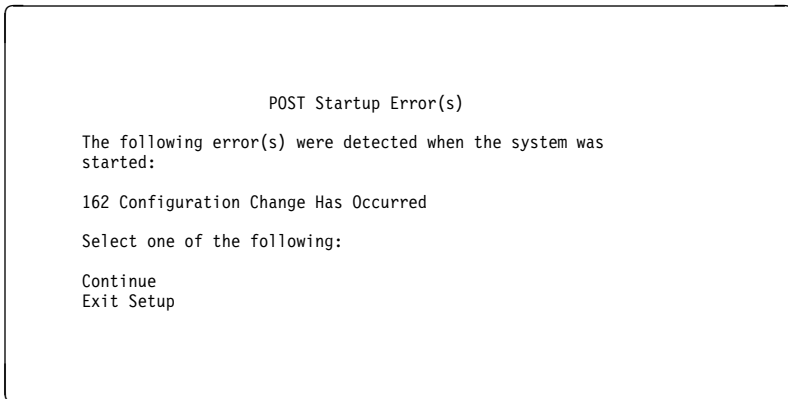 POST Startup Error(s)
The following error(s) were detected when the system was
started:
162 Configuration Change Has Occurred
Select one of the following:
Continue
Exit Setup